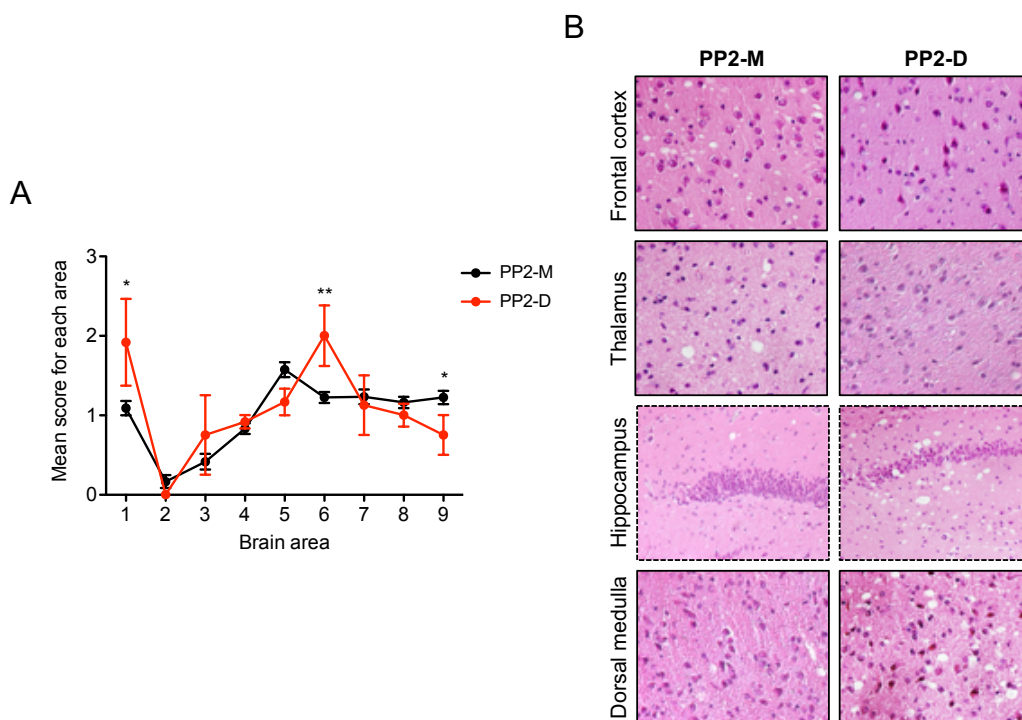 A
Mean score for each area
3
2
1
0
*
**
*
PP2-M
PP2-D
1 2 3 4 5 6 7 8 9
Brain area
B
PP2-M PP2-D
Frontal cortex
Thalamus
Hippocampus
Dorsal medulla